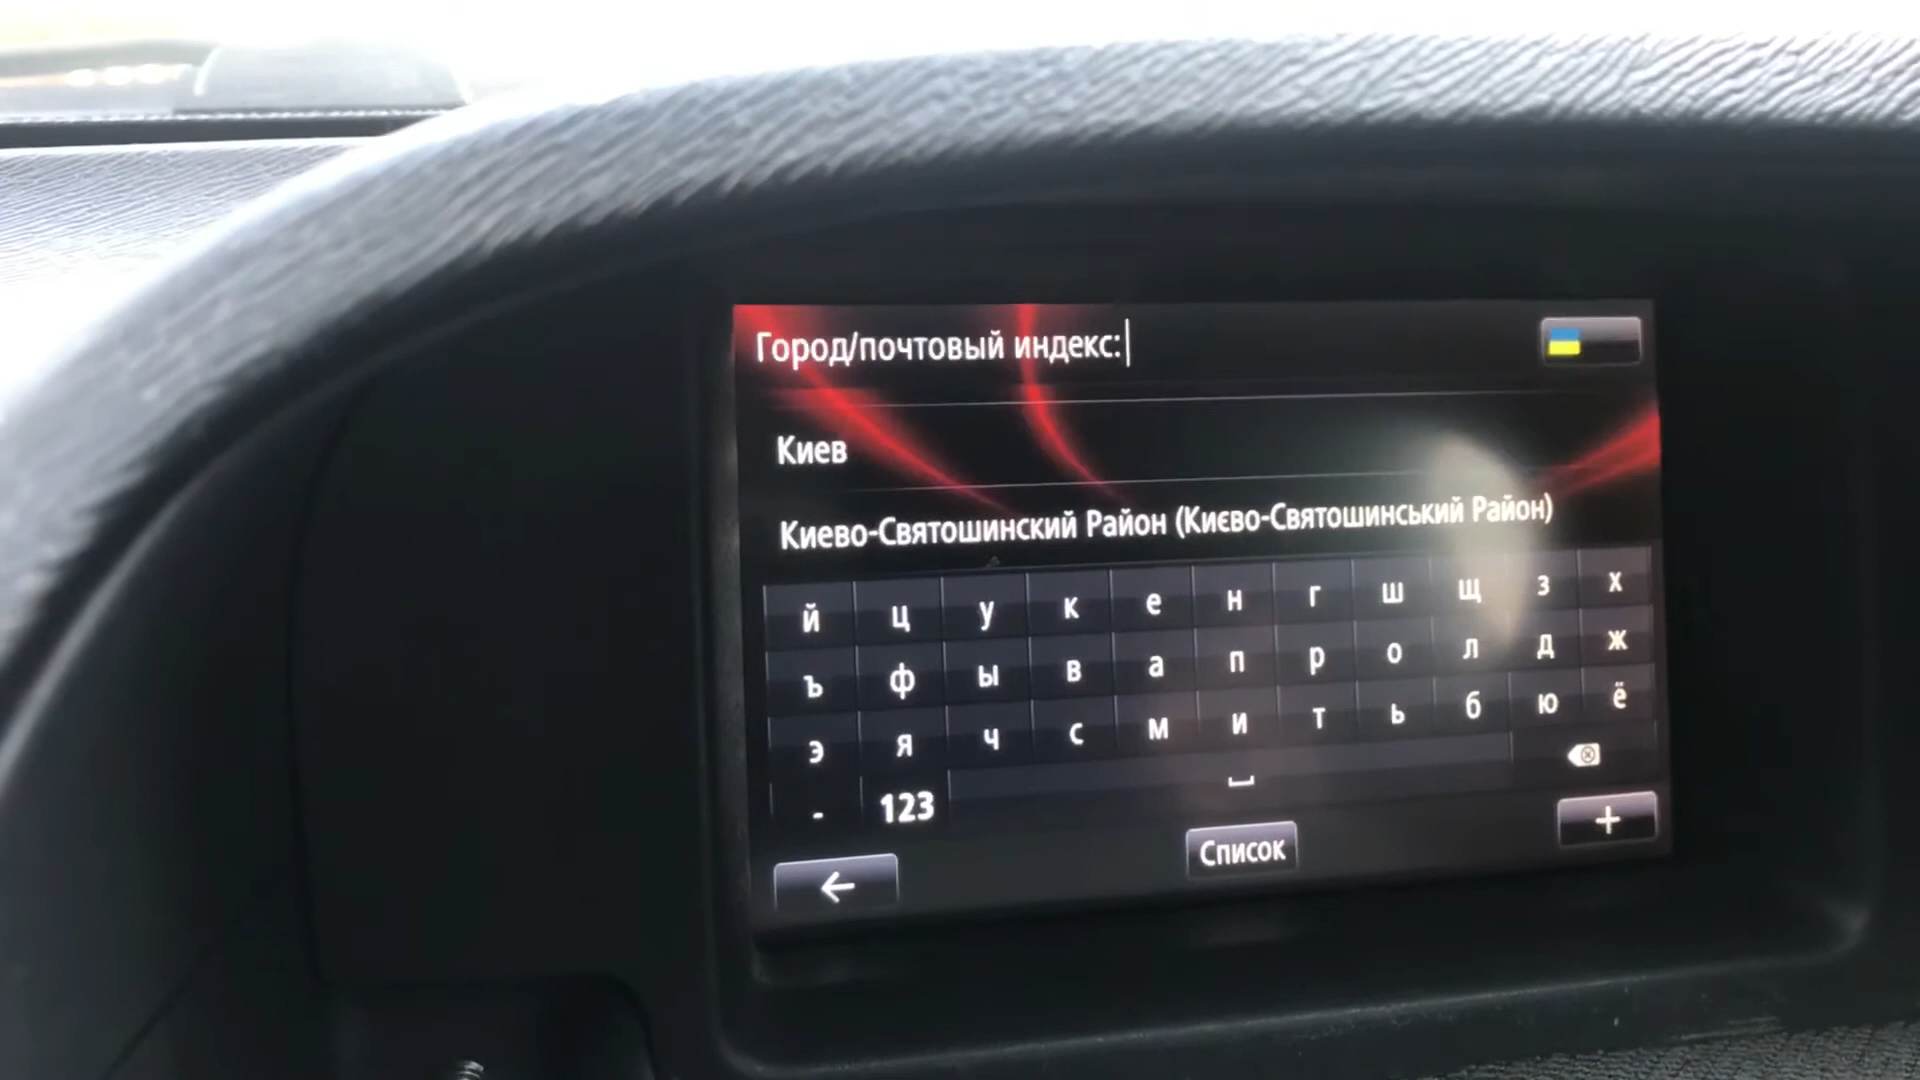 Город/почтовый индекс:
Киев
Киево-Святошинский Район (Києво-Святошинський Район)
й ц у к е н г ш щ з х
ъ ф ы в а п р о л д ж
э я ч с м и т ь б ю ё
- 123
Список +